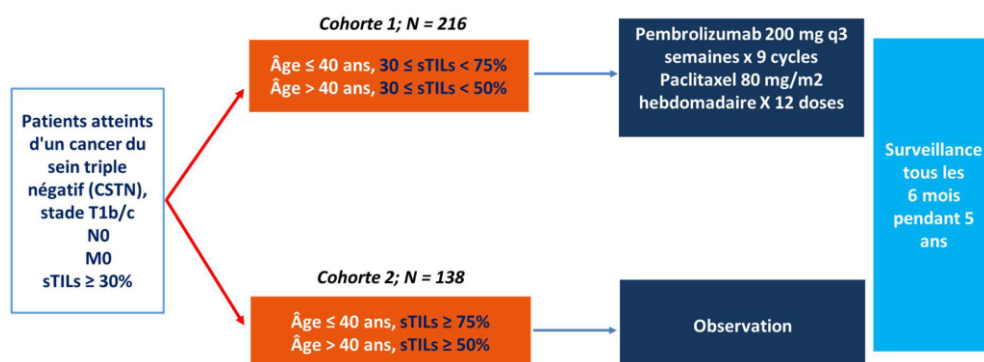 Patients atteints
d'un cancer du
sein triple
négatif (CSTN),
stade T1b/c
N0
M0
sTILs ≥ 30%
Cohorte 1; N = 216
Âge ≤ 40 ans, 30 ≤ sTILs < 75%
Âge > 40 ans, 30 ≤ sTILs < 50%
Pembrolizumab 200 mg q3
semaines x 9 cycles
Paclitaxel 80 mg/m2
hebdomadaire X 12 doses
Cohorte 2; N = 138
Âge ≤ 40 ans, sTILs ≥ 75%
Âge > 40 ans, sTILs ≥ 50%
Observation
Surveillance
tous les
6 mois
pendant 5
ans